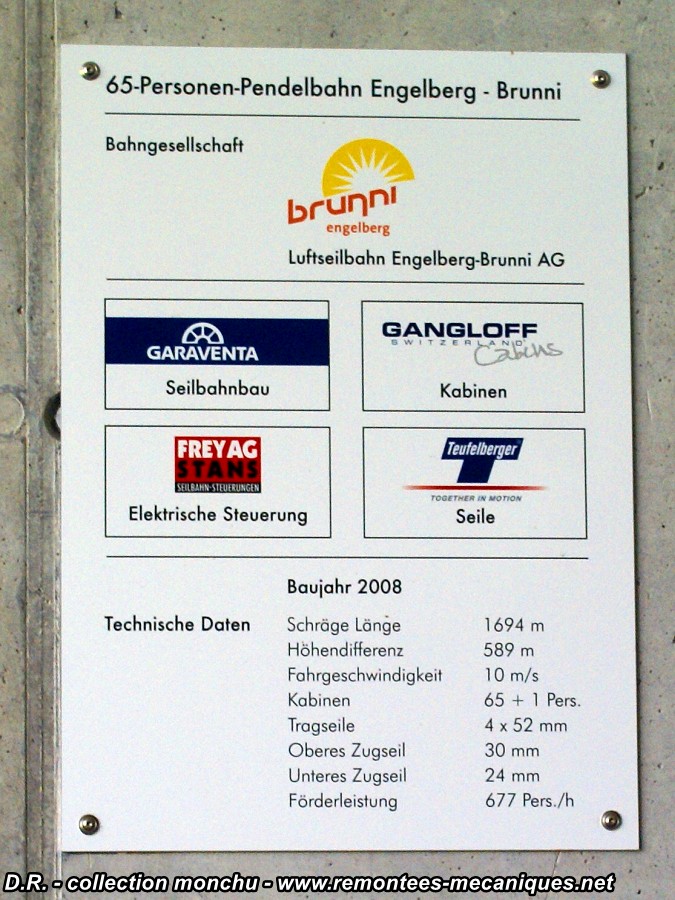 65-Personen-Pendelbahn Engelberg - Brunni
Bahngesellschaft
brunni
engelberg
Luftseilbahn Engelberg-Brunni AG
GARAVENTA
Seilbahnbau
GANGLOFF
SWITZERLAND
Cabins
Kabinen
FREY AG
STANS
SEILBAHN-STEUERUNGEN
Elektrische Steuerung
Teufelberger
TOGETHER IN MOTION
Seile
Baujahr 2008
Technische Daten
Schräge Länge 1694 m
Höhendifferenz 589 m
Fahrgeschwindigkeit 10 m/s
Kabinen 65 + 1 Pers.
Tragseile 4 x 52 mm
Oberes Zugseil 30 mm
Unteres Zugseil 24 mm
Förderleistung 677 Pers./h
D.R. - collection monchu - www.remontees-mecaniques.net